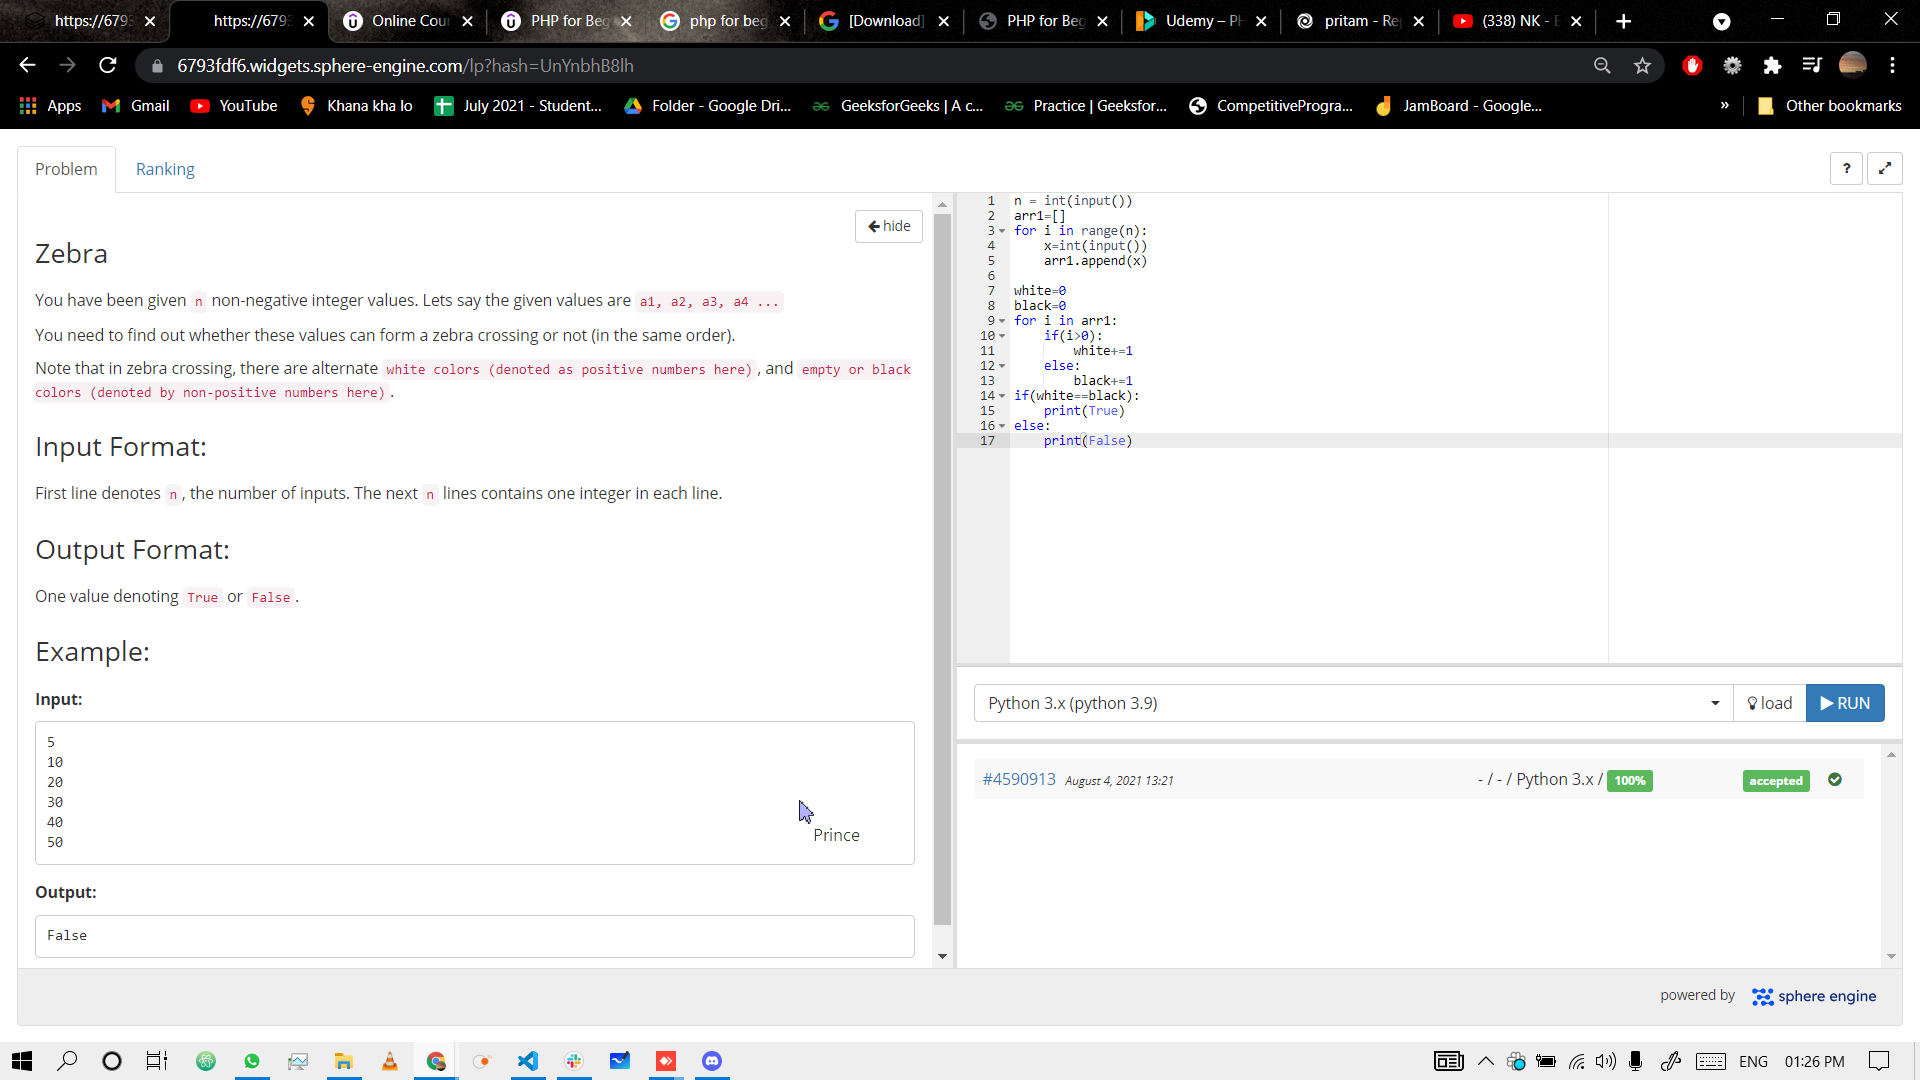 https://6793
https://6793
Online Cour
PHP for Beg
php for beg
[Download]
PHP for Beg
Udemy – PH
pritam - Rep
(338) NK - E
6793fdf6.widgets.sphere-engine.com/lp?hash=UnYnbhB8lh
Apps
Gmail
YouTube
Khana kha lo
July 2021 - Student...
Folder - Google Dri...
GeeksforGeeks | A c...
Practice | Geeksfor...
CompetitiveProgra...
JamBoard - Google...
»
Other bookmarks
Problem
Ranking
?
hide
Zebra
You have been given n non-negative integer values. Lets say the given values are a1, a2, a3, a4 ...
You need to find out whether these values can form a zebra crossing or not (in the same order).
Note that in zebra crossing, there are alternate white colors (denoted as positive numbers here), and empty or black
colors (denoted by non-positive numbers here).
Input Format:
First line denotes n, the number of inputs. The next n lines contains one integer in each line.
Output Format:
One value denoting True or False.
Example:
Input:
5
10
20
30
40
50
Prince
Output:
False
1 n = int(input())
2 arr1=[]
3 for i in range(n):
4 x=int(input())
5 arr1.append(x)
6
7 white=0
8 black=0
9 for i in arr1:
10 if(i>0):
11 white+=1
12 else:
13 black+=1
14 if(white==black):
15 print(True)
16 else:
17 print(False)
Python 3.x (python 3.9)
load
RUN
#4590913 August 4, 2021 13:21
- / - / Python 3.x / 100%
accepted
powered by sphere engine
ENG
01:26 PM